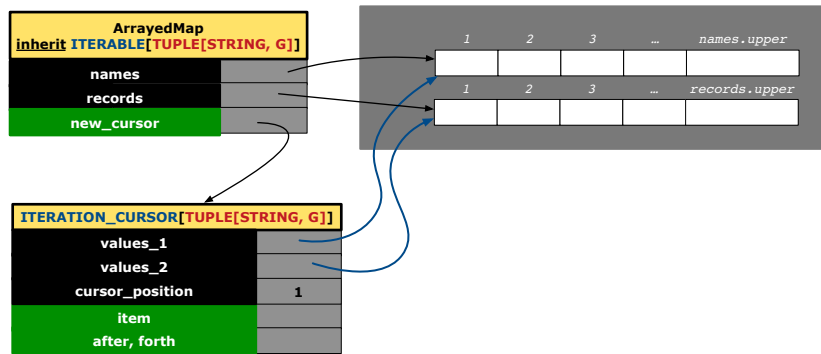 ArrayedMap
inherit ITERABLE[TUPLE[STRING, G]]
names
records
new_cursor
1 2 3 … names.upper
1 2 3 … records.upper
ITERATION_CURSOR[TUPLE[STRING, G]]
values_1
values_2
cursor_position 1
item
after, forth